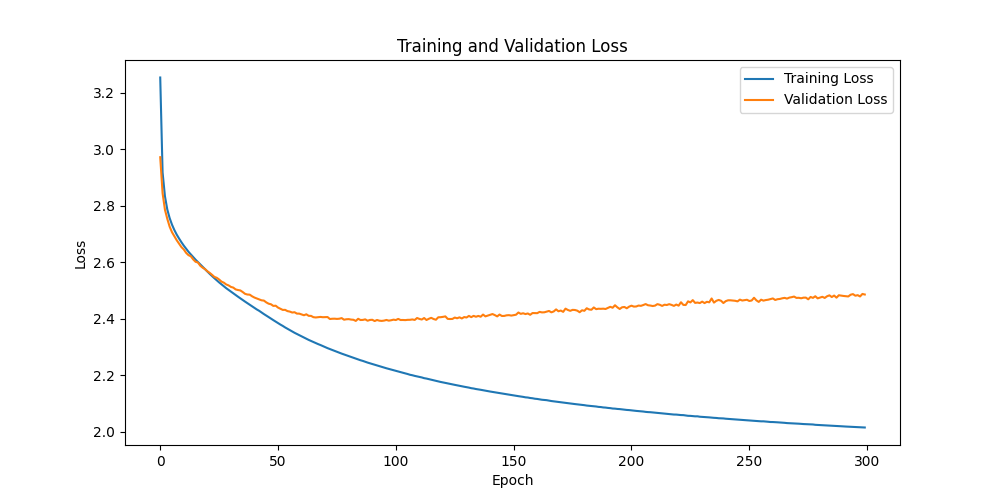 Training and Validation Loss
Training Loss
Validation Loss
3.2
3.0
2.8
2.6
2.4
2.2
2.0
Loss
0 50 100 150 200 250 300
Epoch